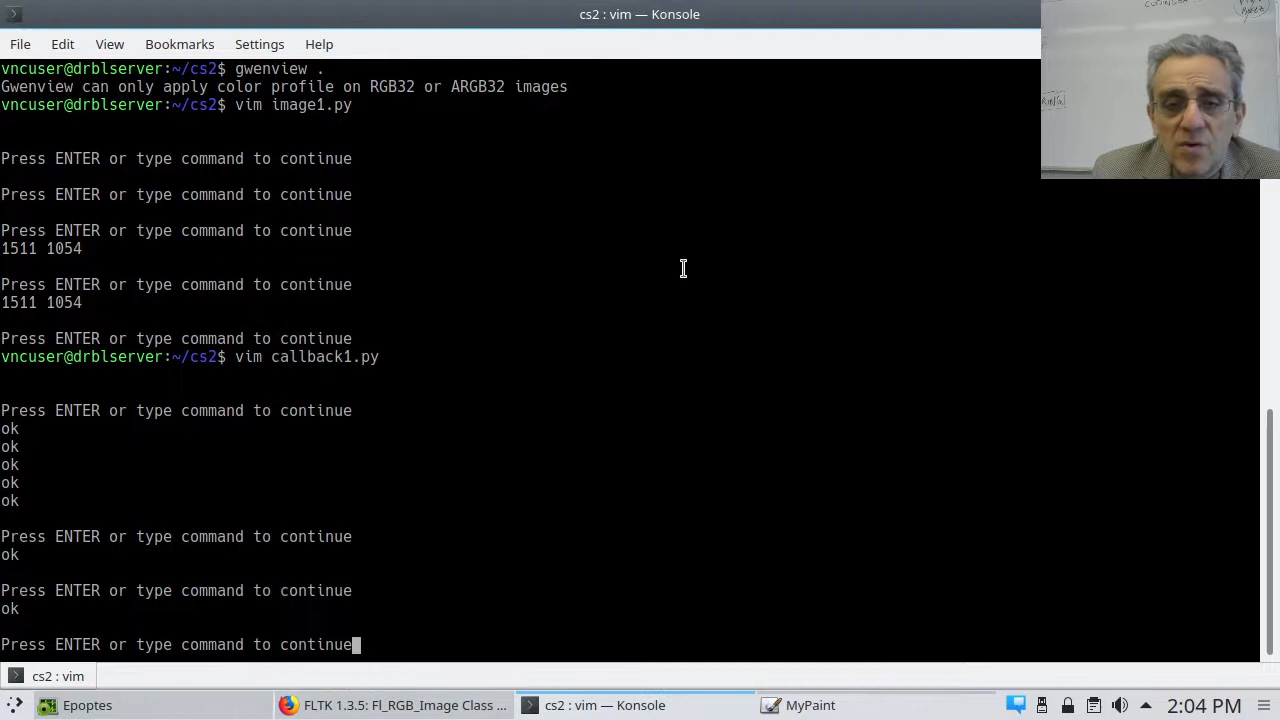 cs2 : vim — Konsole
File Edit View Bookmarks Settings Help
vncuser@drblserver:~/cs2$ gwenview .
Gwenview can only apply color profile on RGB32 or ARGB32 images
vncuser@drblserver:~/cs2$ vim image1.py
Press ENTER or type command to continue
Press ENTER or type command to continue
Press ENTER or type command to continue
1511 1054
Press ENTER or type command to continue
1511 1054
Press ENTER or type command to continue
vncuser@drblserver:~/cs2$ vim callback1.py
Press ENTER or type command to continue
ok
ok
ok
ok
ok
Press ENTER or type command to continue
ok
Press ENTER or type command to continue
ok
Press ENTER or type command to continue
cs2 : vim
Epoptes FLTK 1.3.5: Fl_RGB_Image Class ... cs2 : vim — Konsole MyPaint 2:04 PM